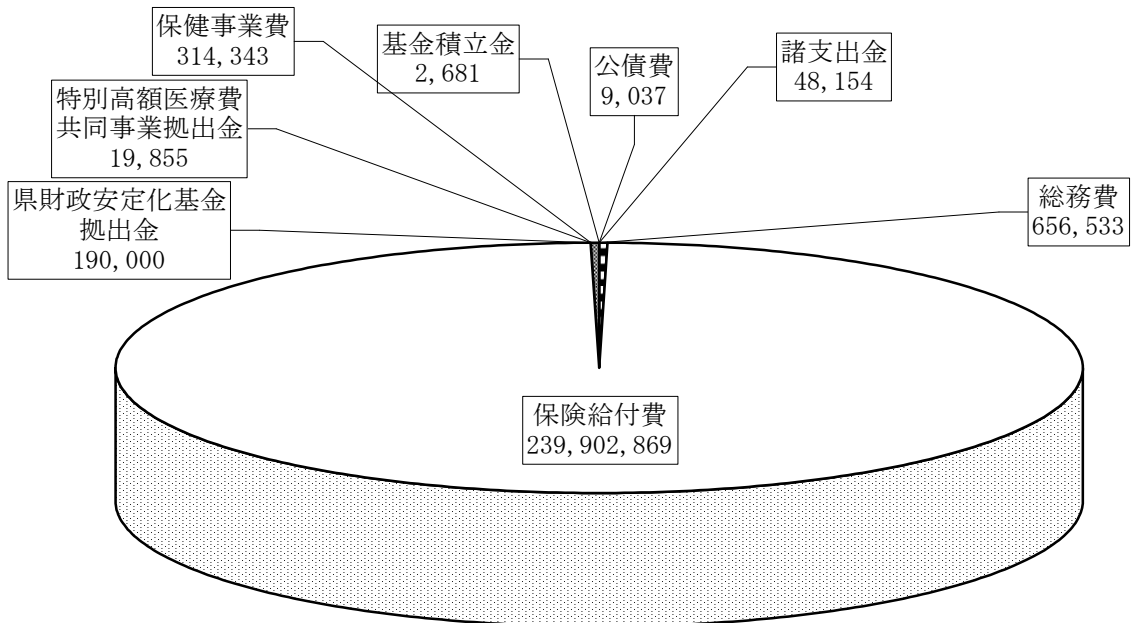 保健事業費
314,343
基金積立金
2,681
公債費
9,037
諸支出金
48,154
特別高額医療費
共同事業拠出金
19,855
県財政安定化基金
拠出金
190,000
総務費
656,533
保険給付費
239,902,869